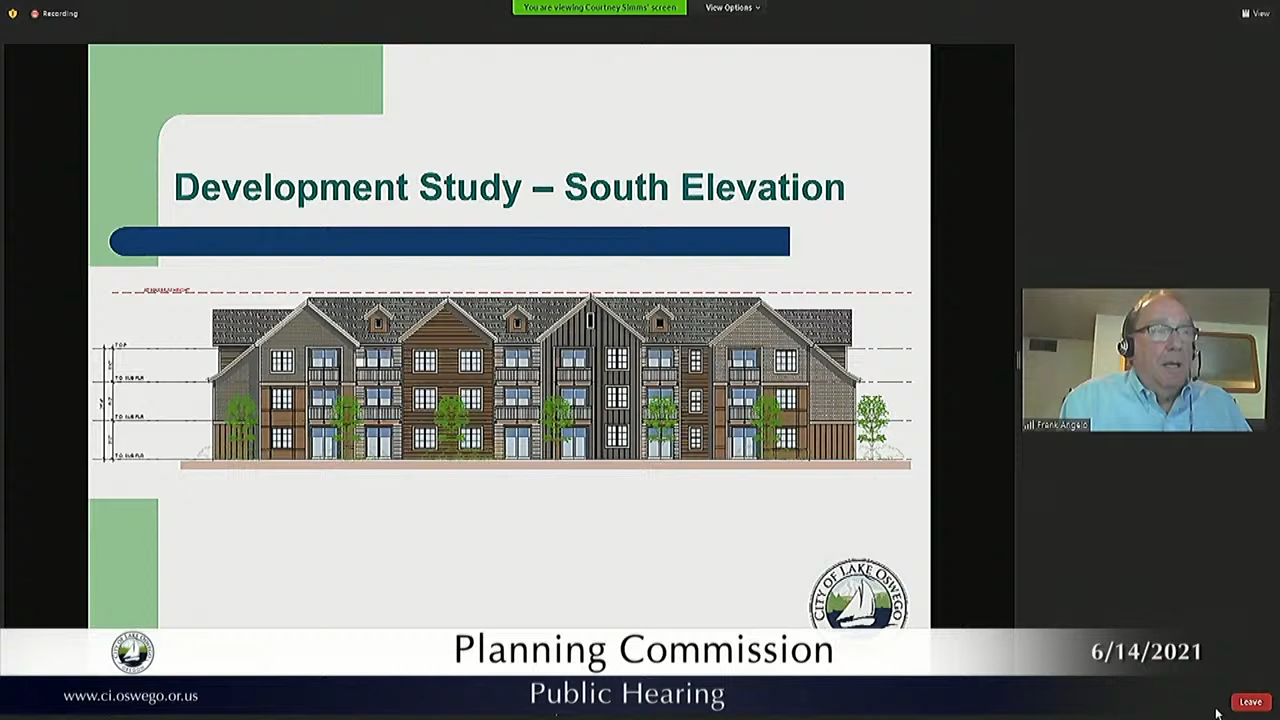 Recording
You are viewing Courtney Simms' screen
View Options
View
Development Study – South Elevation
Frank Angelo
CITY OF LAKE OSWEGO
Planning Commission
6/14/2021
www.ci.oswego.or.us
Public Hearing
Leave